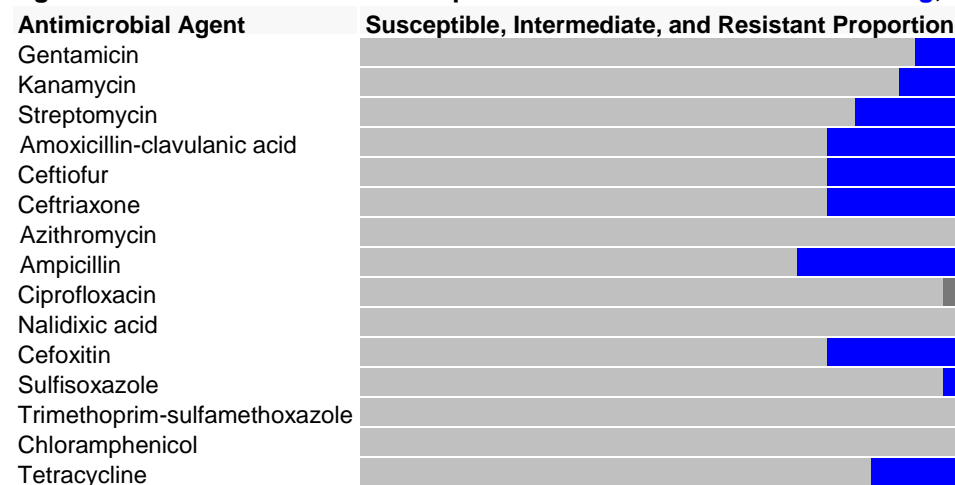 Antimicrobial Agent Susceptible, Intermediate, and Resistant Proportion
Gentamicin
Kanamycin
Streptomycin
Amoxicillin-clavulanic acid
Ceftiofur
Ceftriaxone
Azithromycin
Ampicillin
Ciprofloxacin
Nalidixic acid
Cefoxitin
Sulfisoxazole
Trimethoprim-sulfamethoxazole
Chloramphenicol
Tetracycline